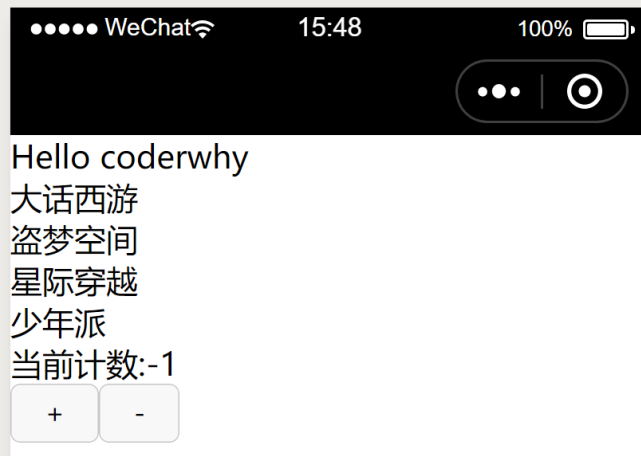 WeChat 15:48 100%
Hello coderwhy
大话西游
盗梦空间
星际穿越
少年派
当前计数:-1
+ -